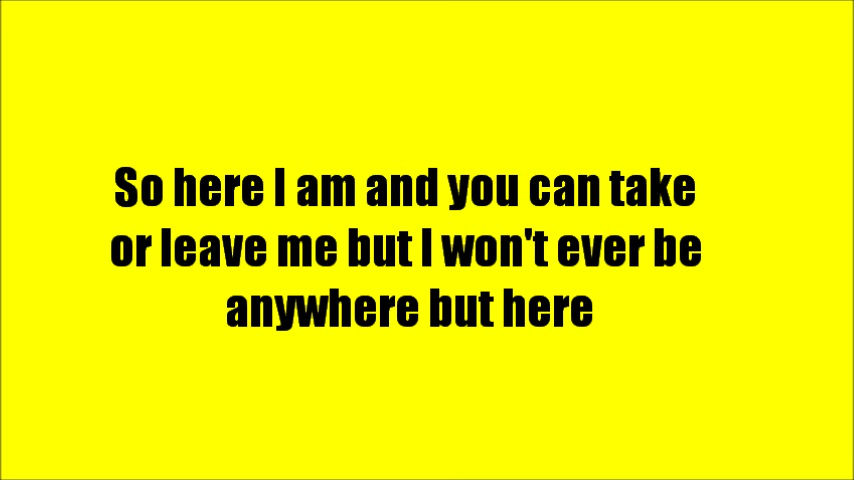 So here I am and you can take
or leave me but I won't ever be
anywhere but here